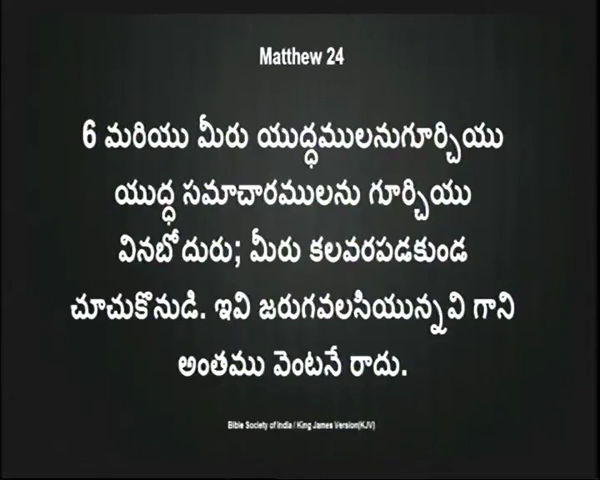 Matthew 24
6 మరియు మీరు యుద్ధములనుగూర్చియు
యుద్ధ సమాచారములను గూర్చియు
వినబోదురు; మీరు కలవరపడకుండ
చూచుకొనుడి. ఇవి జరుగవలసియున్నవి గాని
అంతము వెంటనే రాదు.
Bible Society of India / King James Version(KJV)